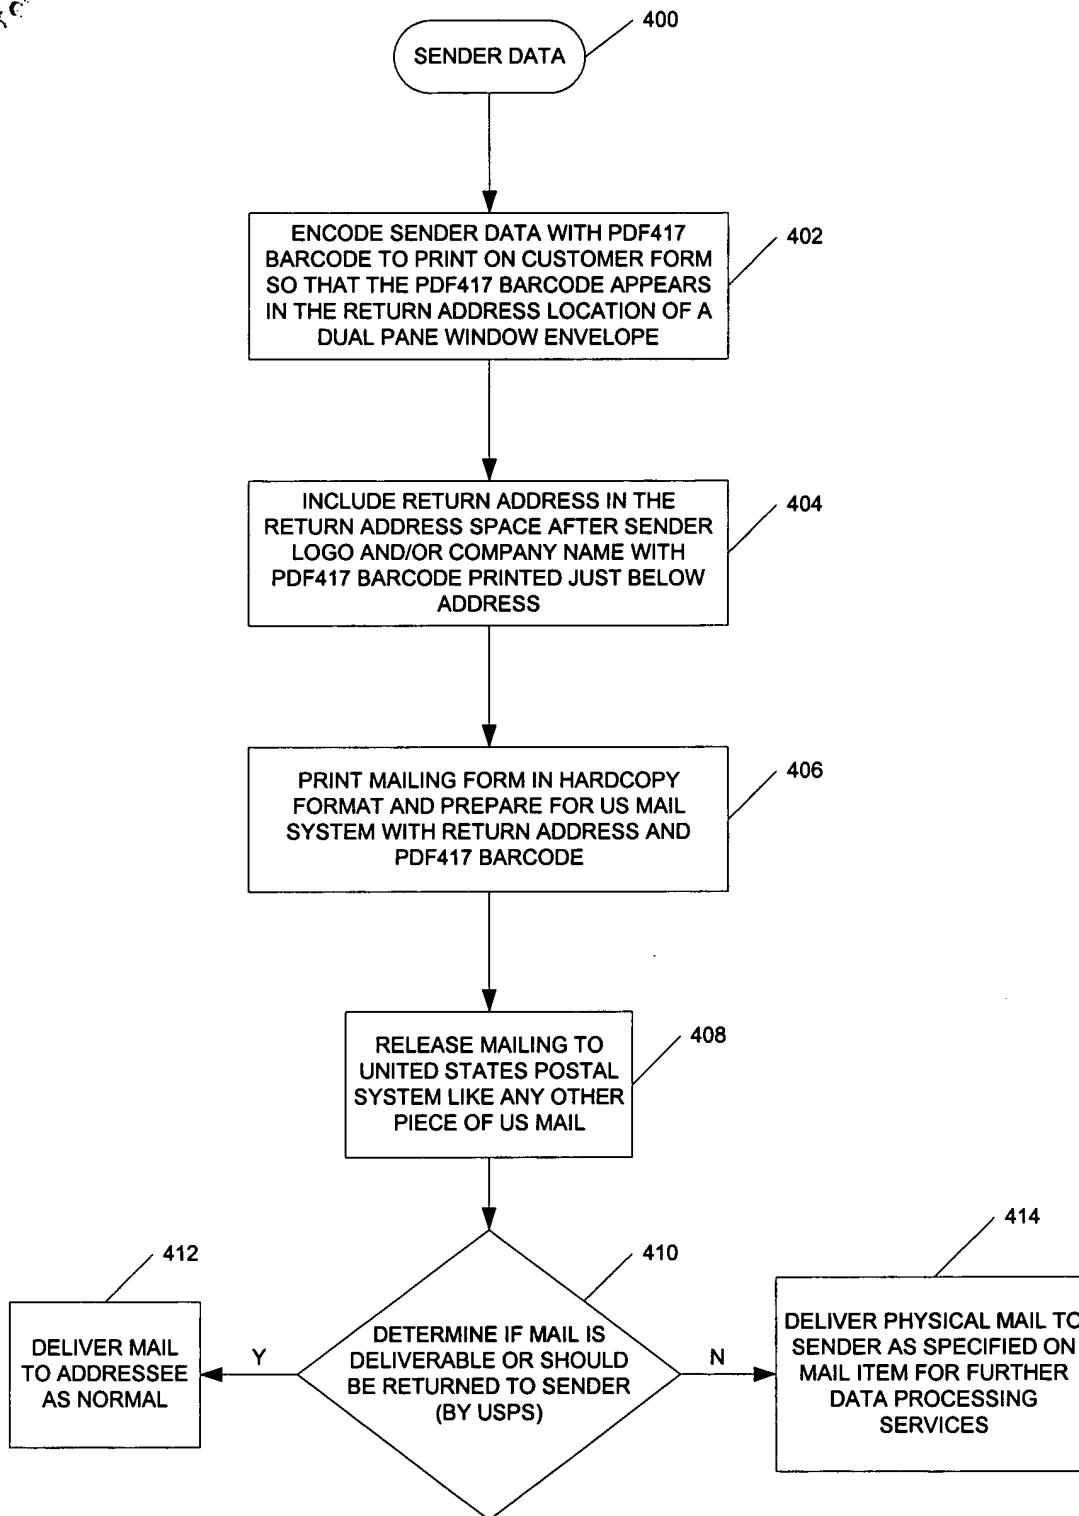 400
SENDER DATA
402
ENCODE SENDER DATA WITH PDF417
BARCODE TO PRINT ON CUSTOMER FORM
SO THAT THE PDF417 BARCODE APPEARS
IN THE RETURN ADDRESS LOCATION OF A
DUAL PANE WINDOW ENVELOPE
404
INCLUDE RETURN ADDRESS IN THE
RETURN ADDRESS SPACE AFTER SENDER
LOGO AND/OR COMPANY NAME WITH
PDF417 BARCODE PRINTED JUST BELOW
ADDRESS
406
PRINT MAILING FORM IN HARDCOPY
FORMAT AND PREPARE FOR US MAIL
SYSTEM WITH RETURN ADDRESS AND
PDF417 BARCODE
408
RELEASE MAILING TO
UNITED STATES POSTAL
SYSTEM LIKE ANY OTHER
PIECE OF US MAIL
412
DELIVER MAIL
TO ADDRESSEE
AS NORMAL
Y
410
DETERMINE IF MAIL IS
DELIVERABLE OR SHOULD
BE RETURNED TO SENDER
(BY USPS)
N
414
DELIVER PHYSICAL MAIL TO
SENDER AS SPECIFIED ON
MAIL ITEM FOR FURTHER
DATA PROCESSING
SERVICES